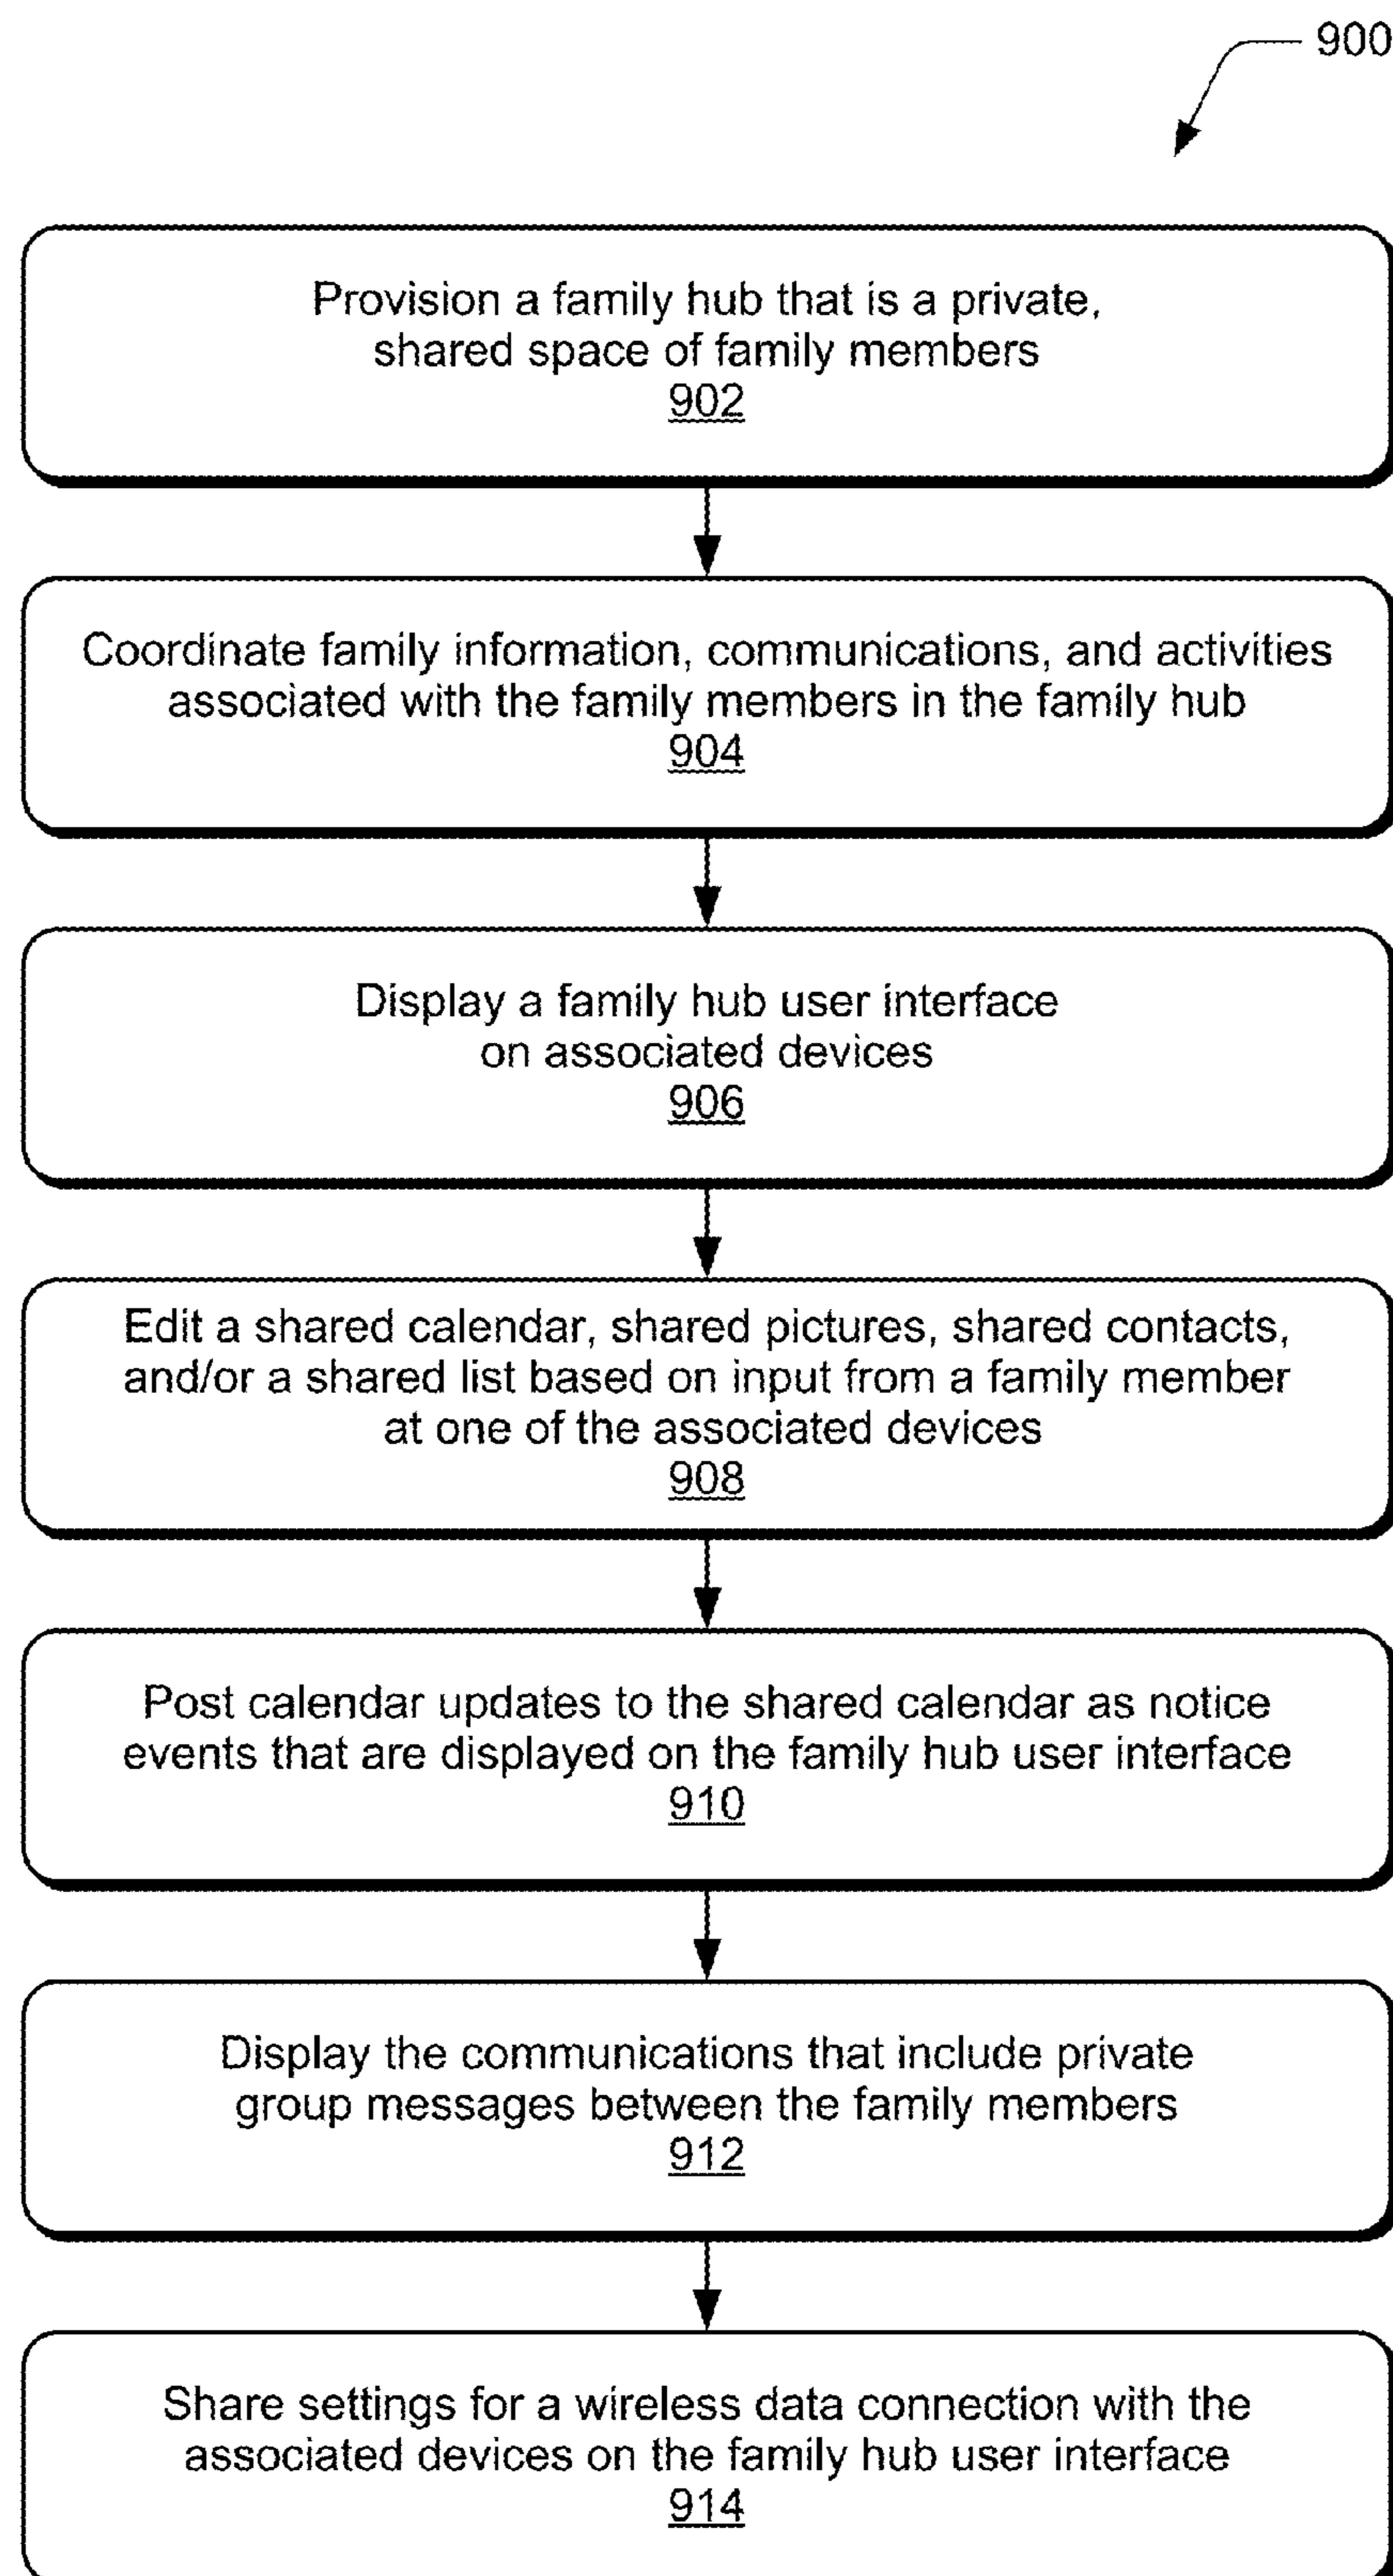 900
Provision a family hub that is a private,
shared space of family members
902
Coordinate family information, communications, and activities
associated with the family members in the family hub
904
Display a family hub user interface
on associated devices
906
Edit a shared calendar, shared pictures, shared contacts,
and/or a shared list based on input from a family member
at one of the associated devices
908
Post calendar updates to the shared calendar as notice
events that are displayed on the family hub user interface
910
Display the communications that include private
group messages between the family members
912
Share settings for a wireless data connection with the
associated devices on the family hub user interface
914